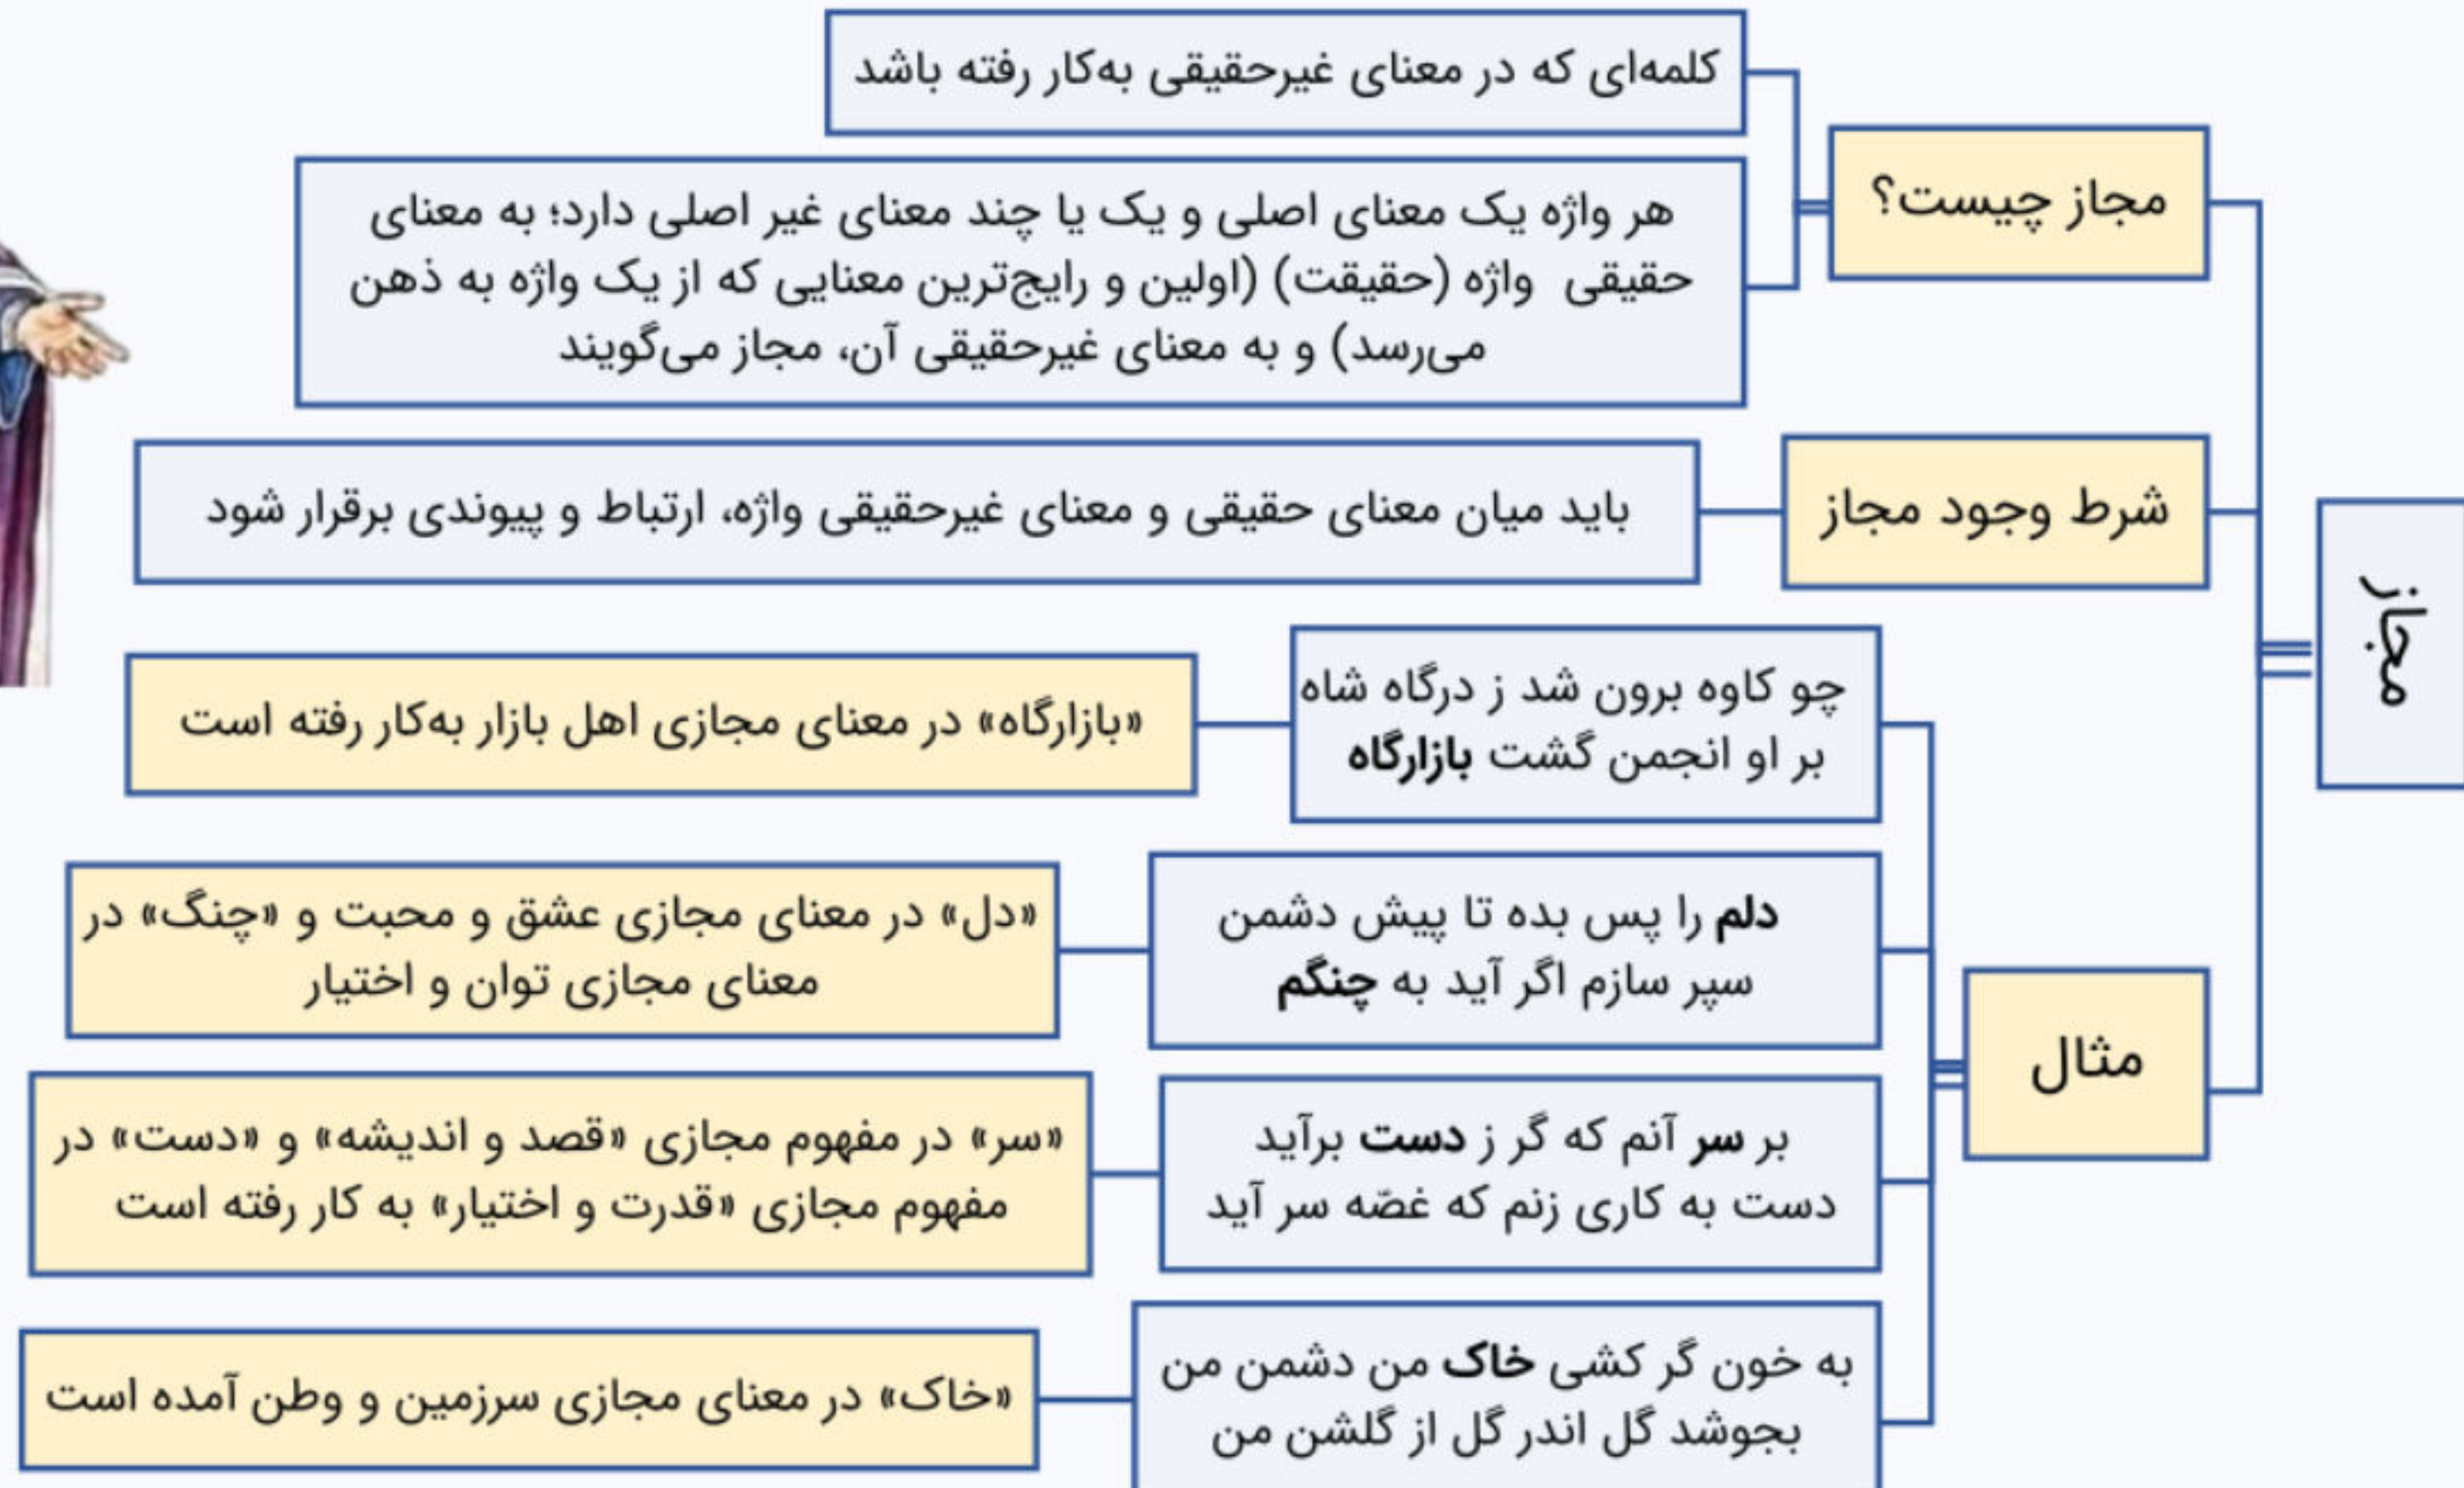 مجاز
مجاز چیست؟
کلمه‌ای که در معنای غیرحقیقی به‌کار رفته باشد
هر واژه یک معنای اصلی و یک یا چند معنای غیر اصلی دارد؛ به معنای
حقیقی واژه (حقیقت) (اولین و رایج‌ترین معنایی که از یک واژه به ذهن
می‌رسد) و به معنای غیرحقیقی آن، مجاز می‌گویند
شرط وجود مجاز
باید میان معنای حقیقی و معنای غیرحقیقی واژه، ارتباط و پیوندی برقرار شود
مثال
چو کاوه برون شد ز درگاه شاه
بر او انجمن گشت بازارگاه
«بازارگاه» در معنای مجازی اهل بازار به‌کار رفته است
دلم را پس بده تا پیش دشمن
سپر سازم اگر آید به چنگم
«دل» در معنای مجازی عشق و محبت و «چنگ» در
معنای مجازی توان و اختیار
بر سر آنم که گر ز دست برآید
دست به کاری زنم که غصّه سر آید
«سر» در مفهوم مجازی «قصد و اندیشه» و «دست» در
مفهوم مجازی «قدرت و اختیار» به کار رفته است
به خون گر کشی خاک من دشمن من
بجوشد گل اندر گل از گلشن من
«خاک» در معنای مجازی سرزمین و وطن آمده است